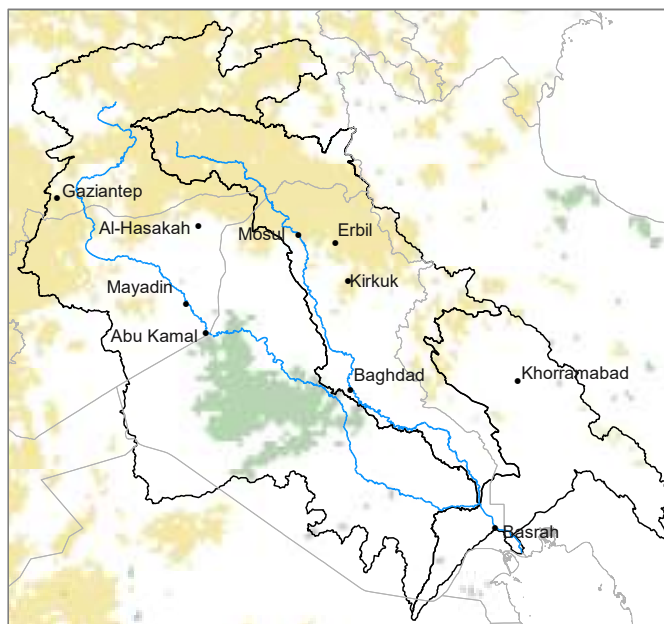 Gaziantep
Al-Hasakah
Mosul
Erbil
Kirkuk
Mayadin
Abu Kamal
Baghdad
Khorramabad
Basrah